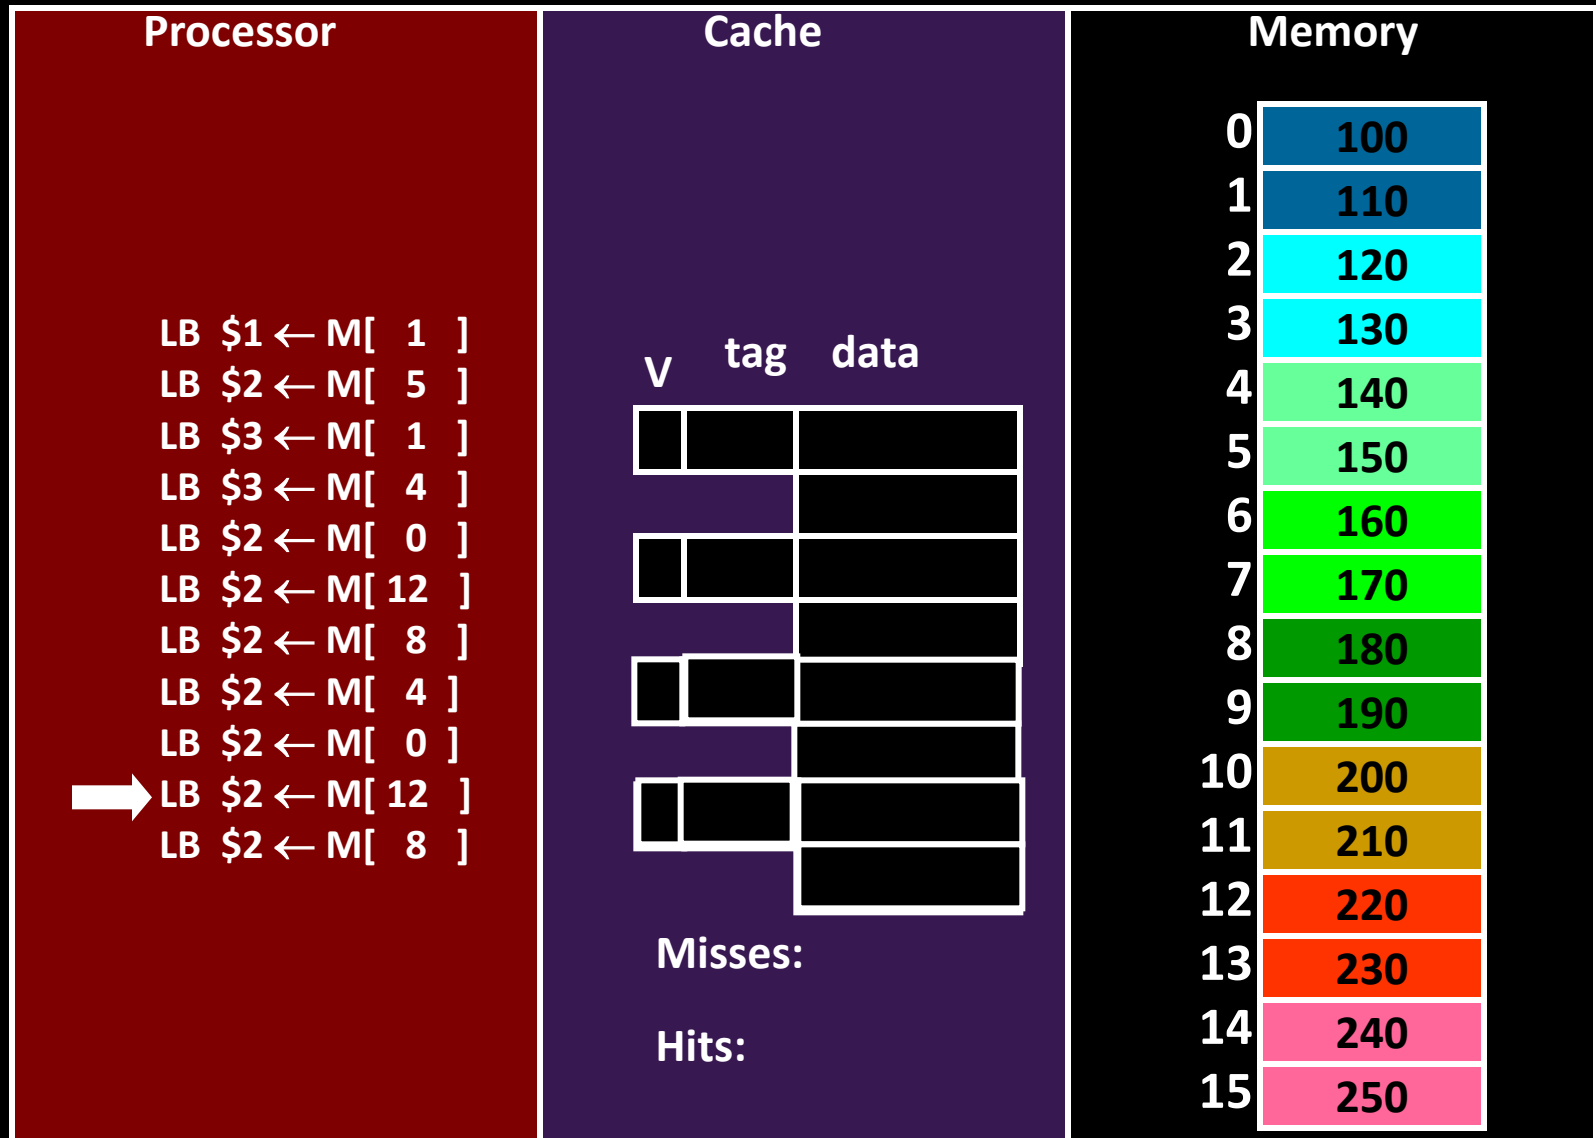 Processor
LB $1 ← M[ 1 ]
LB $2 ← M[ 5 ]
LB $3 ← M[ 1 ]
LB $3 ← M[ 4 ]
LB $2 ← M[ 0 ]
LB $2 ← M[ 12 ]
LB $2 ← M[ 8 ]
LB $2 ← M[ 4 ]
LB $2 ← M[ 0 ]
LB $2 ← M[ 12 ]
LB $2 ← M[ 8 ]
Cache
V tag data
Misses:
Hits:
Memory
0 100
1 110
2 120
3 130
4 140
5 150
6 160
7 170
8 180
9 190
10 200
11 210
12 220
13 230
14 240
15 250